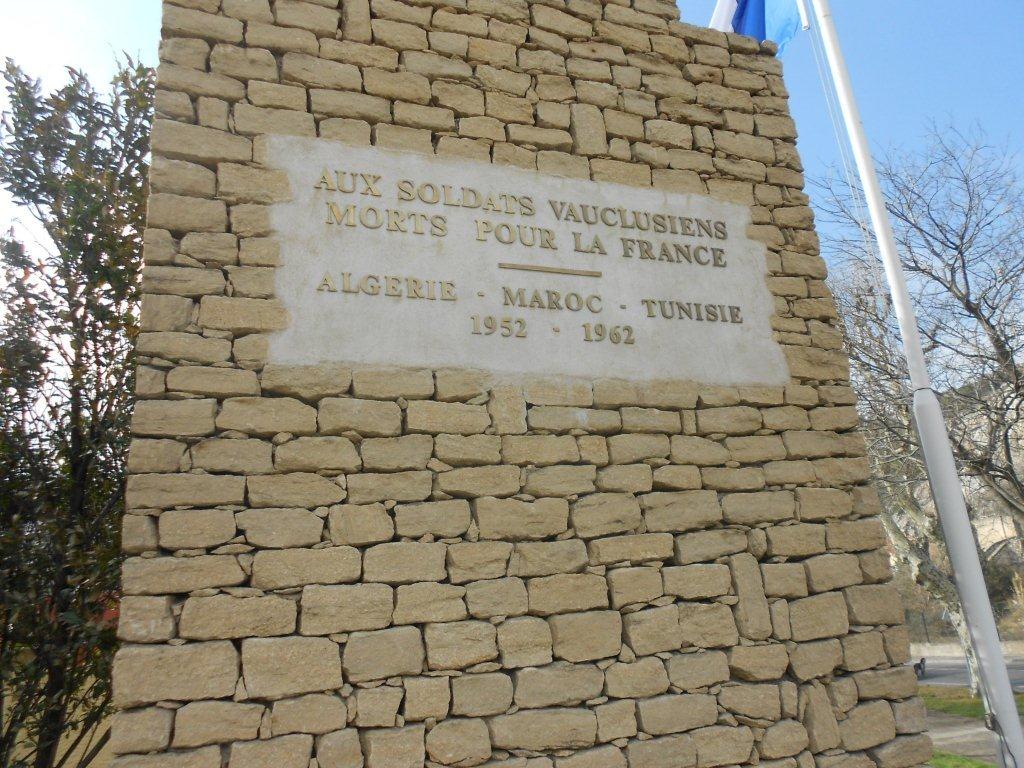 AUX SOLDATS VAUCLUSIENS
MORTS POUR LA FRANCE
ALGERIE - MAROC - TUNISIE
1952 - 1962